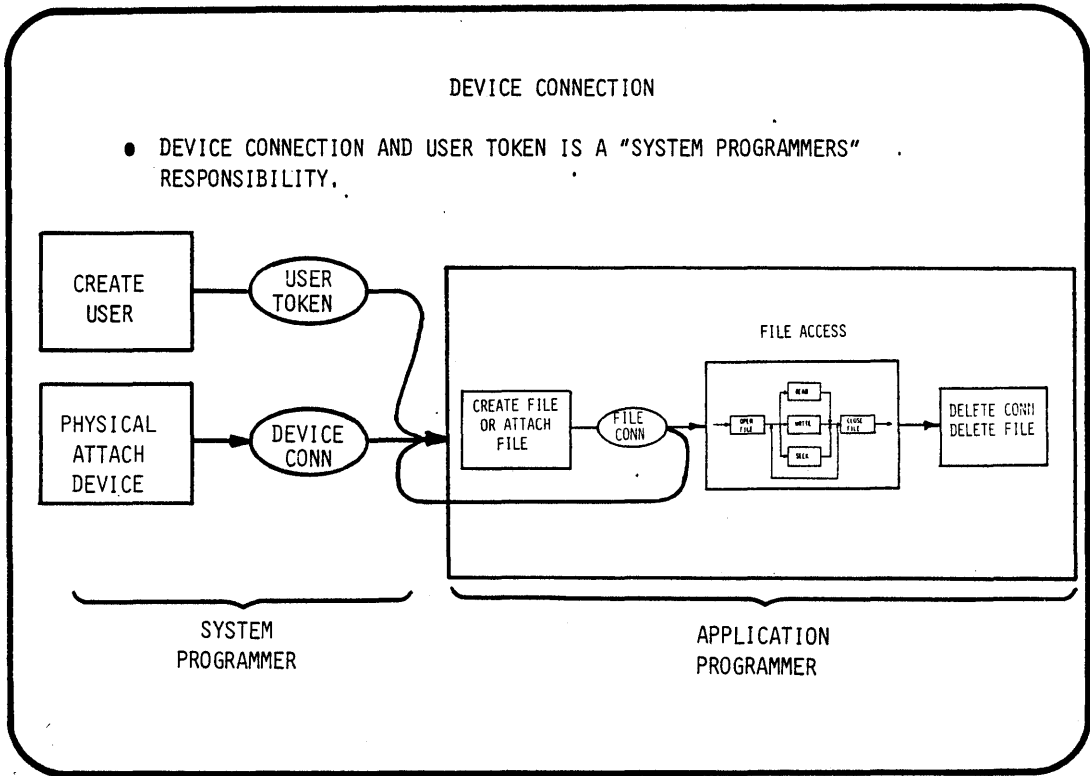 DEVICE CONNECTION
● DEVICE CONNECTION AND USER TOKEN IS A "SYSTEM PROGRAMMERS"
RESPONSIBILITY.
CREATE
USER
USER
TOKEN
PHYSICAL
ATTACH
DEVICE
DEVICE
CONN
CREATE FILE
OR ATTACH
FILE
FILE
CONN
FILE ACCESS
OPEN
FILE
READ
WRITE
SEEK
CLOSE
FILE
DELETE CONN
DELETE FILE
SYSTEM
PROGRAMMER
APPLICATION
PROGRAMMER